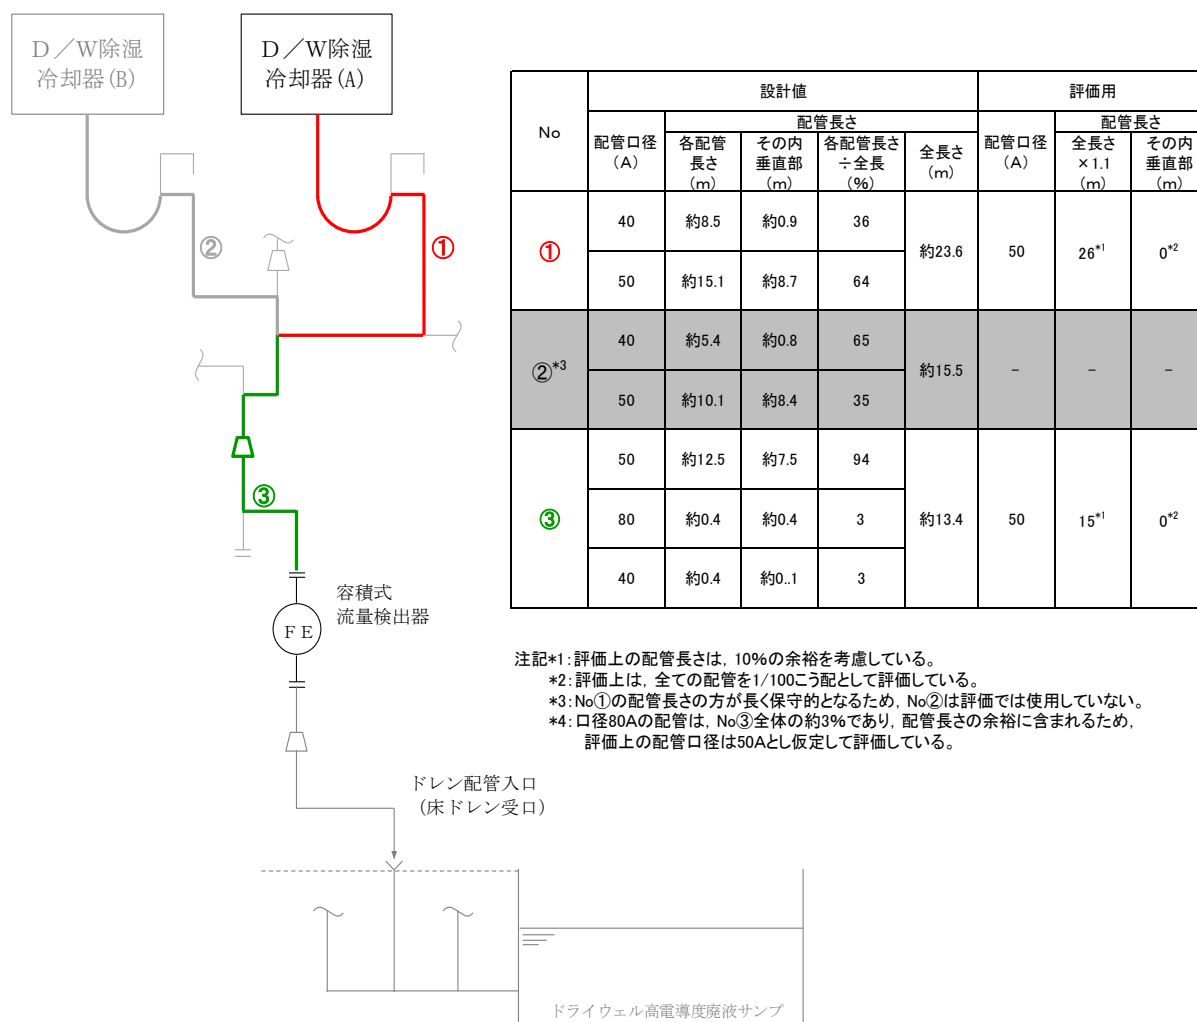 D/W除湿
冷却器(B)
D/W除湿
冷却器(A)
②
①
③
容積式
流量検出器
FE
ドレン配管入口
(床ドレン受口)
ドライウェル高電導度廃液サンプ
No
設計値
評価用
配管口径
(A)
配管長さ
配管口径
(A)
配管長さ
各配管
長さ
(m)
その内
垂直部
(m)
各配管長さ
÷全長
(%)
全長さ
(m)
全長さ
×1.1
(m)
その内
垂直部
(m)
① 40 約8.5 約0.9 36 約23.6 50 26*1 0*2
50 約15.1 約8.7 64
②*3 40 約5.4 約0.8 65 約15.5 − − −
50 約10.1 約8.4 35
③ 50 約12.5 約7.5 94 約13.4 50 15*1 0*2
80 約0.4 約0.4 3
40 約0.4 約0..1 3
注記*1:評価上の配管長さは，10%の余裕を考慮している。
*2:評価上は，全ての配管を1/100こう配として評価している。
*3:No①の配管長さの方が長く保守的となるため，No②は評価では使用していない。
*4:口径80Aの配管は，No③全体の約3%であり，配管長さの余裕に含まれるため，
評価上の配管口径は50Aとし仮定して評価している。